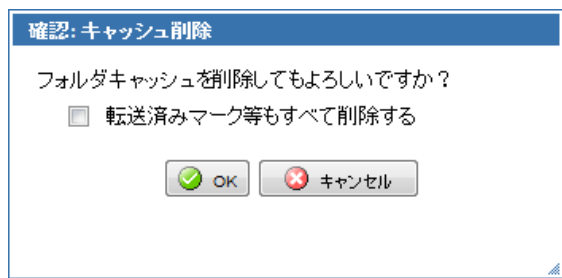 確認: キャッシュ削除
フォルダキャッシュを削除してもよろしいですか？
転送済みマーク等もすべて削除する
OK キャンセル